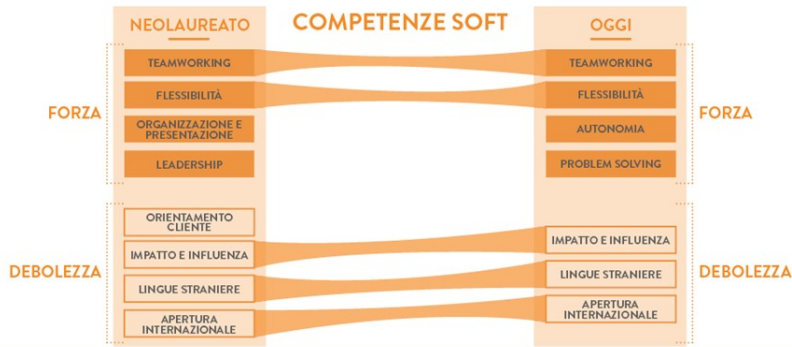 COMPETENZE SOFT
NEOLAUREATO
OGGI
FORZA
TEAMWORKING
FLESSIBILITÀ
ORGANIZZAZIONE E
PRESENTAZIONE
LEADERSHIP
TEAMWORKING
FLESSIBILITÀ
AUTONOMIA
PROBLEM SOLVING
FORZA
DEBOLEZZA
ORIENTAMENTO
CLIENTE
IMPATTO E INFLUENZA
LINGUE STRANIERE
APERTURA
INTERNAZIONALE
IMPATTO E INFLUENZA
LINGUE STRANIERE
APERTURA
INTERNAZIONALE
DEBOLEZZA